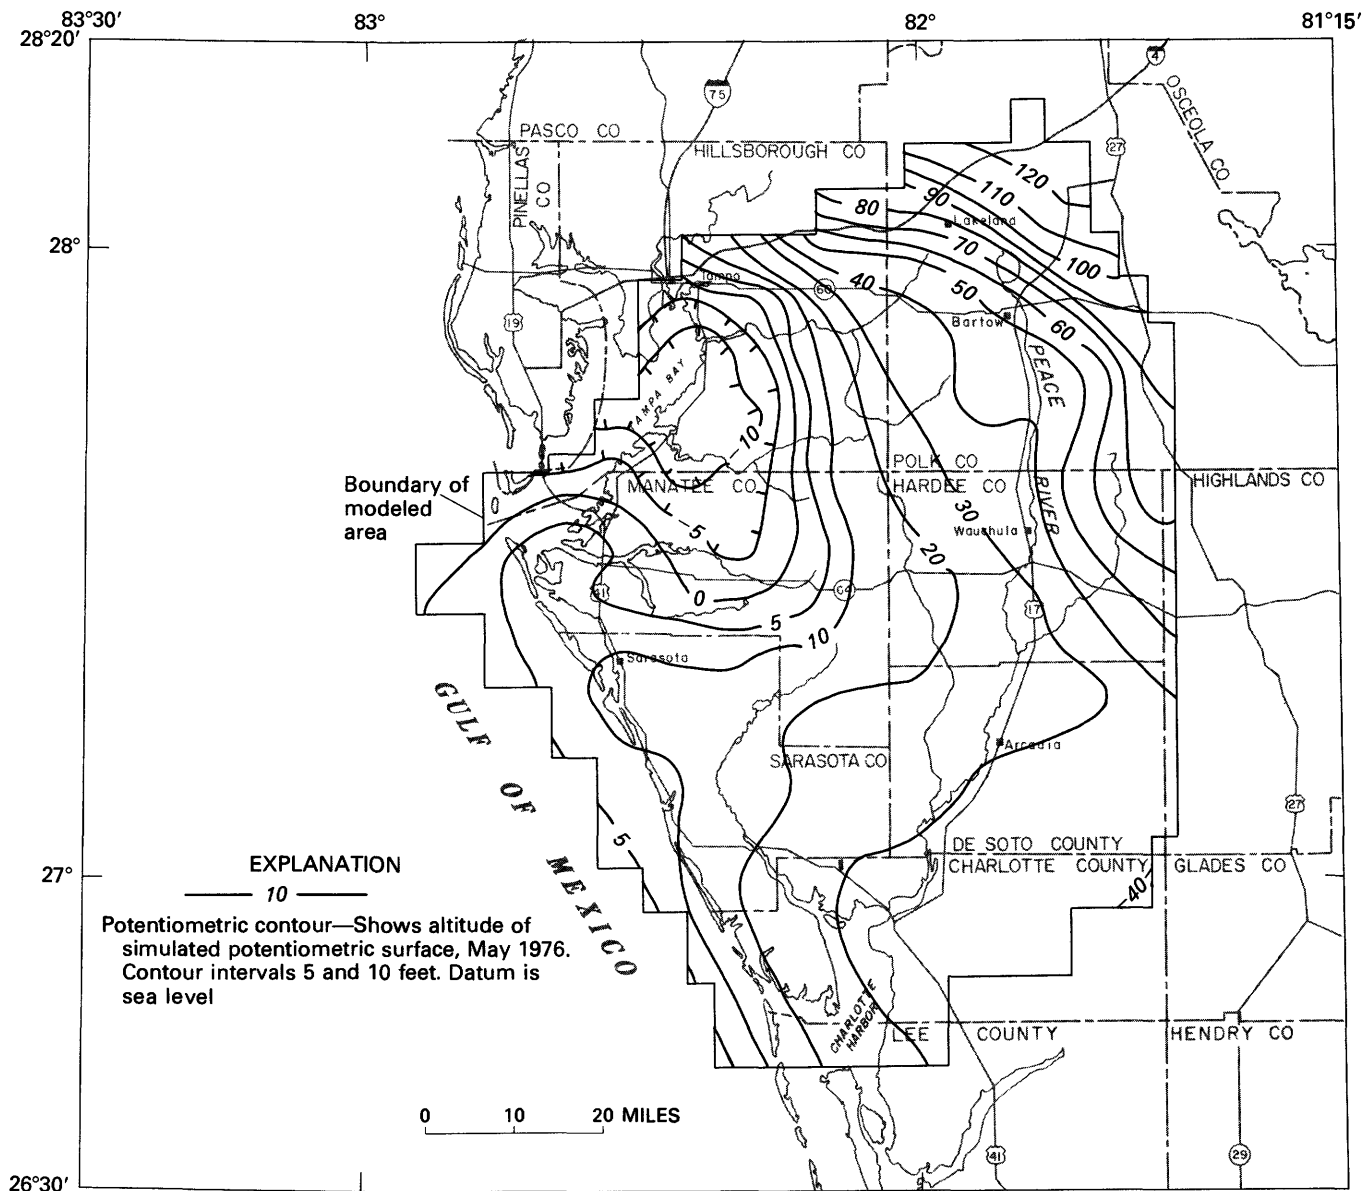 83°30′
83°
82°
81°15′
28°20′
4
75
OSCEOLA CO
PASCO CO
27
HILLSBOROUGH CO
PINELLAS
CO
120
110
90
80
Lakeland
28°
70
100
Tampa
40
60
50
19
Bartow
60
PEACE
TAMPA BAY
10
POLK CO
Boundary of
modeled
area
MANATEE CO
HARDEE CO
HIGHLANDS CO
30
RIVER
5
Wauchula
20
41
0
64
17
5
10
Sarasota
GULF OF MEXICO
Arcadia
SARASOTA CO
27
5
DE SOTO COUNTY
EXPLANATION
CHARLOTTE COUNTY
GLADES CO
27°
10
40
Potentiometric contour—Shows altitude of
simulated potentiometric surface, May 1976.
Contour intervals 5 and 10 feet. Datum is
sea level
CHARLOTTE
HARBOR
LEE COUNTY
HENDRY CO
0 10 20 MILES
41
29
26°30′